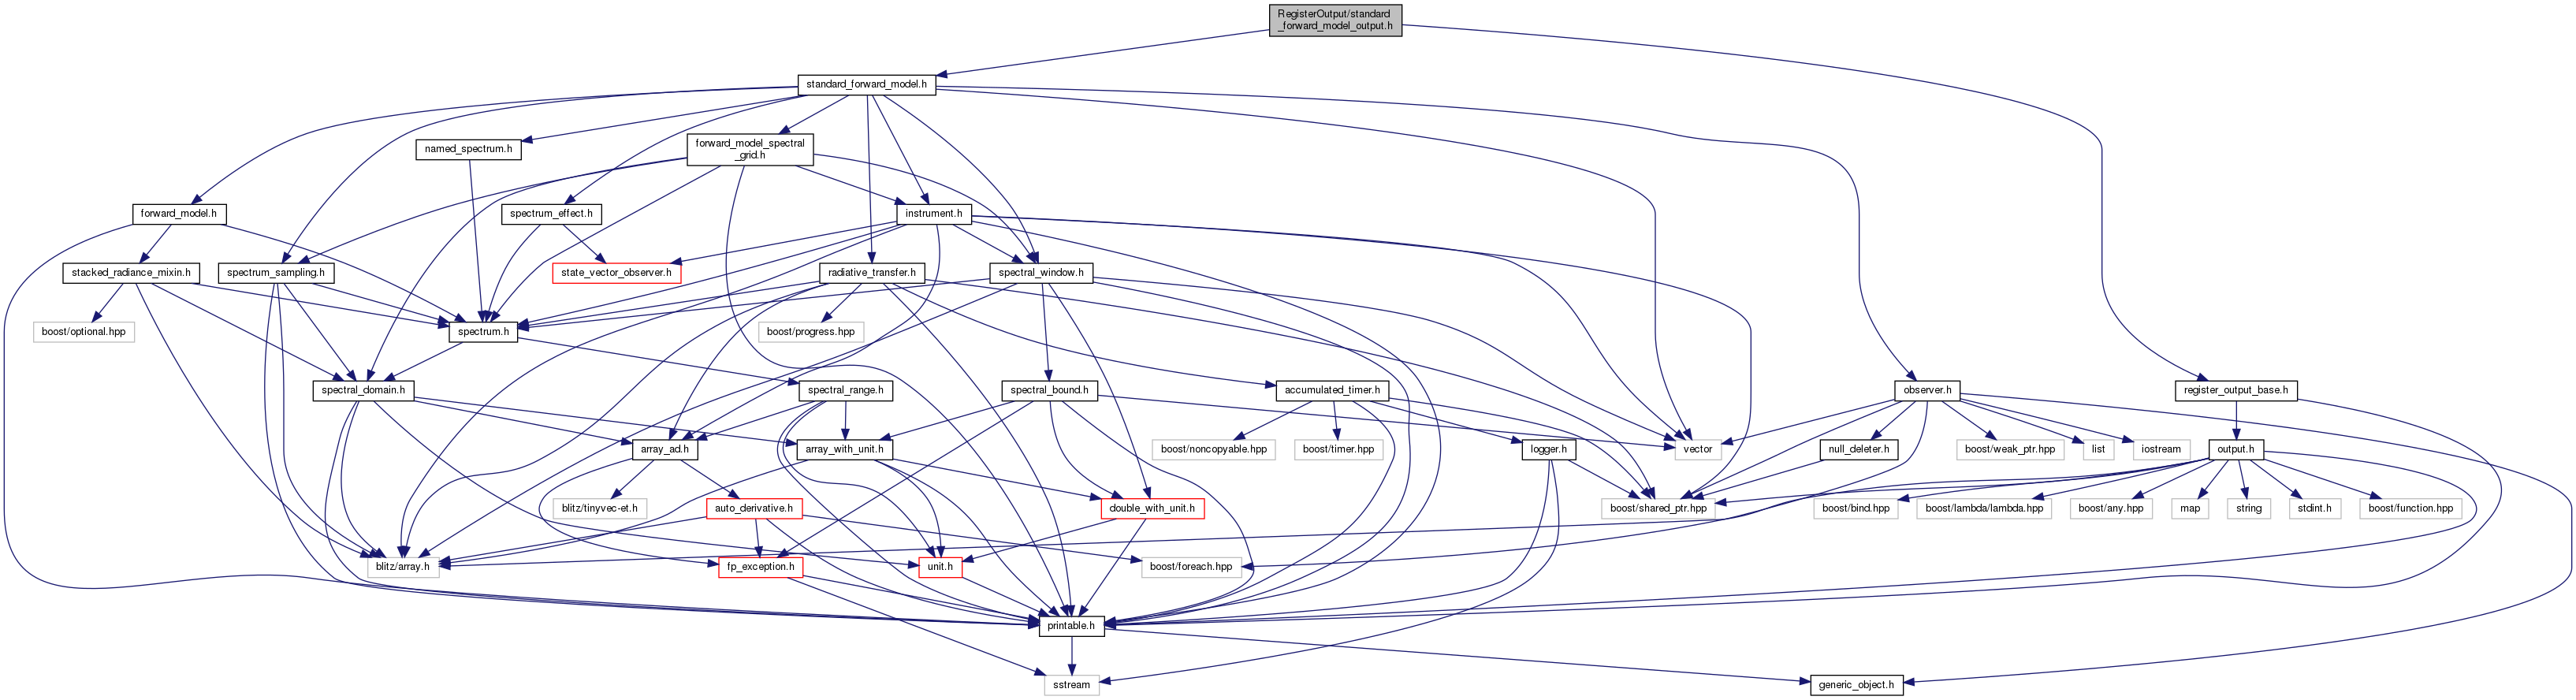 RegisterOutput/standard
_forward_model_output.h
standard_forward_model.h
named_spectrum.h
forward_model_spectral
_grid.h
forward_model.h
spectrum_effect.h
instrument.h
stacked_radiance_mixin.h
spectrum_sampling.h
state_vector_observer.h
radiative_transfer.h
spectral_window.h
boost/optional.hpp
spectrum.h
boost/progress.hpp
spectral_domain.h
spectral_range.h
spectral_bound.h
accumulated_timer.h
observer.h
register_output_base.h
array_ad.h
array_with_unit.h
boost/noncopyable.hpp
boost/timer.hpp
logger.h
vector
null_deleter.h
boost/weak_ptr.hpp
list
iostream
output.h
blitz/tinyvec-et.h
auto_derivative.h
double_with_unit.h
boost/shared_ptr.hpp
boost/bind.hpp
boost/lambda/lambda.hpp
boost/any.hpp
map
string
stdint.h
boost/function.hpp
blitz/array.h
fp_exception.h
unit.h
boost/foreach.hpp
printable.h
sstream
generic_object.h